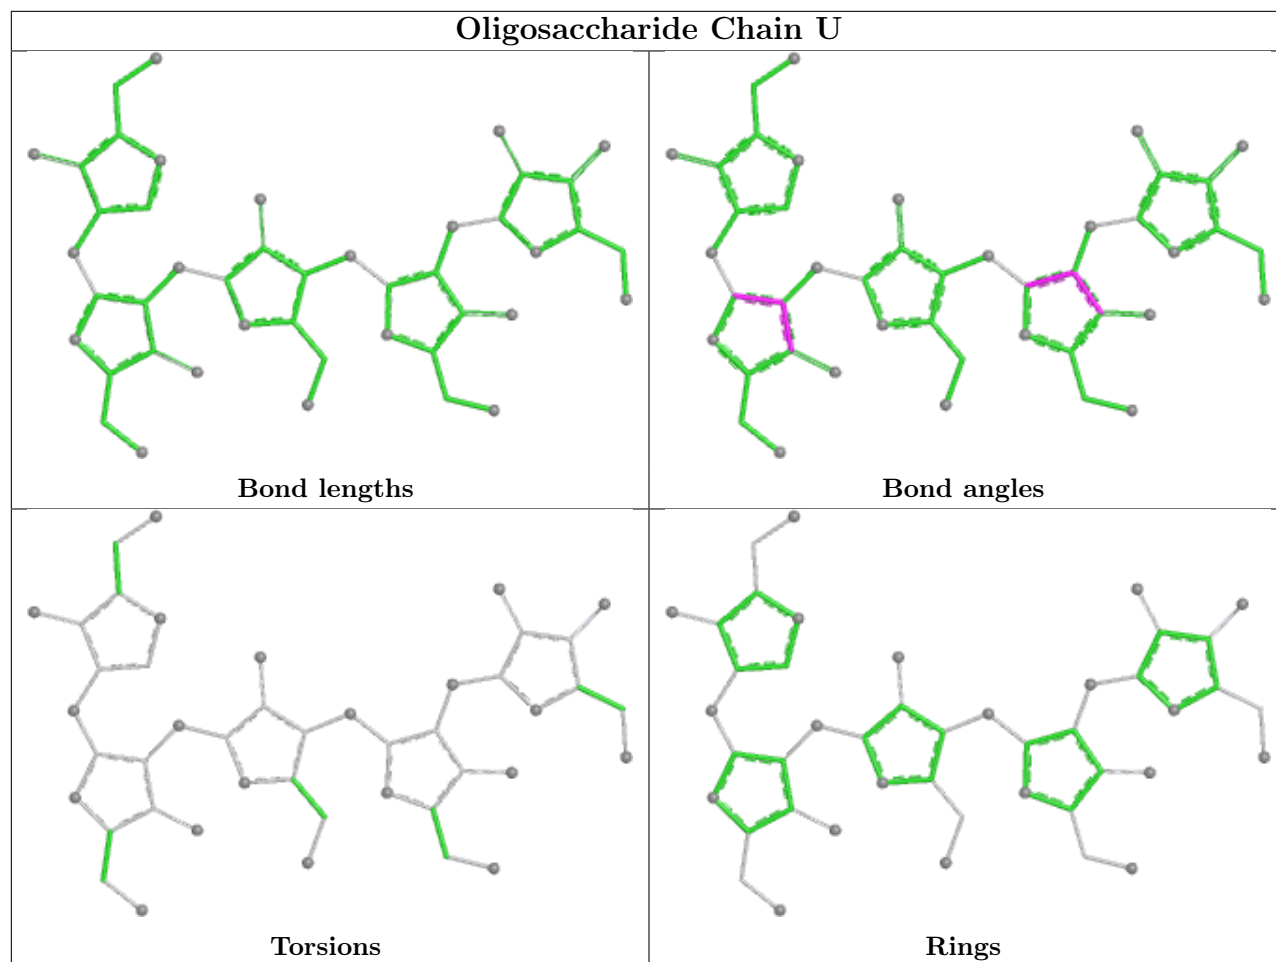 Oligosaccharide Chain U
Bond lengths
Bond angles
Torsions
Rings